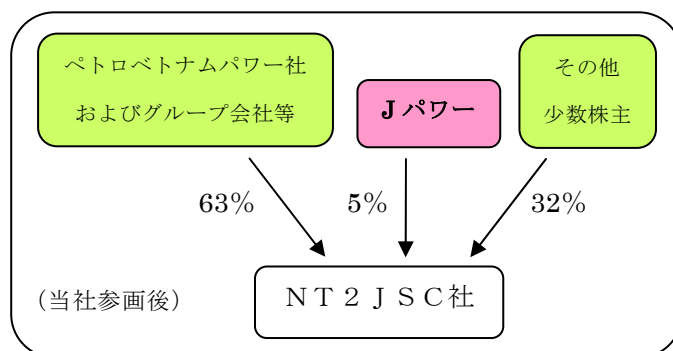 ペトロベトナムパワー社
およびグループ会社等
Jパワー
その他
少数株主
63%
5%
32%
（当社参画後）
ＮＴ２ＪＳＣ社